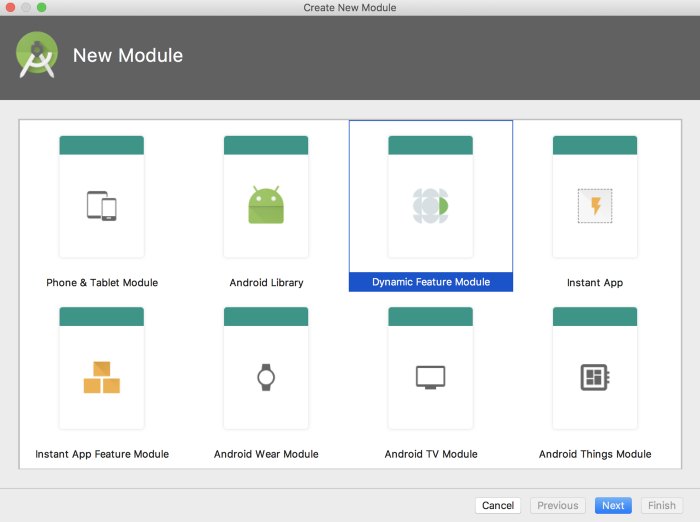 Create New Module
New Module
Phone & Tablet Module
Android Library
Dynamic Feature Module
Instant App
Instant App Feature Module
Android Wear Module
Android TV Module
Android Things Module
Cancel
Previous
Next
Finish